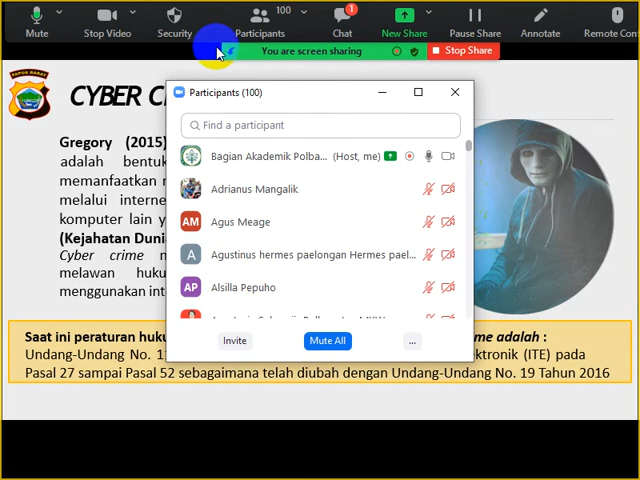 Mute
Stop Video
Security
Participants
100
Chat
1
New Share
Pause Share
Annotate
Remote Con
You are screen sharing
Stop Share
PAPUA BARAT
CYBER C
Participants (100)
Find a participant
Bagian Akademik Polba... (Host, me)
Adrianus Mangalik
AM
Agus Meage
A
Agustinus hermes paelongan Hermes pael...
AP
Alsilla Pepuho
Invite
Mute All
...
Gregory (2015)
adalah bentuk
memanfaatkan
melalui interne
komputer lain y
(Kejahatan Duni
Cyber crime m
melawan huku
menggunakan int
Saat ini peraturan huku me adalah :
Undang-Undang No. 1 ektronik (ITE) pada
Pasal 27 sampai Pasal 52 sebagaimana telah diubah dengan Undang-Undang No. 19 Tahun 2016